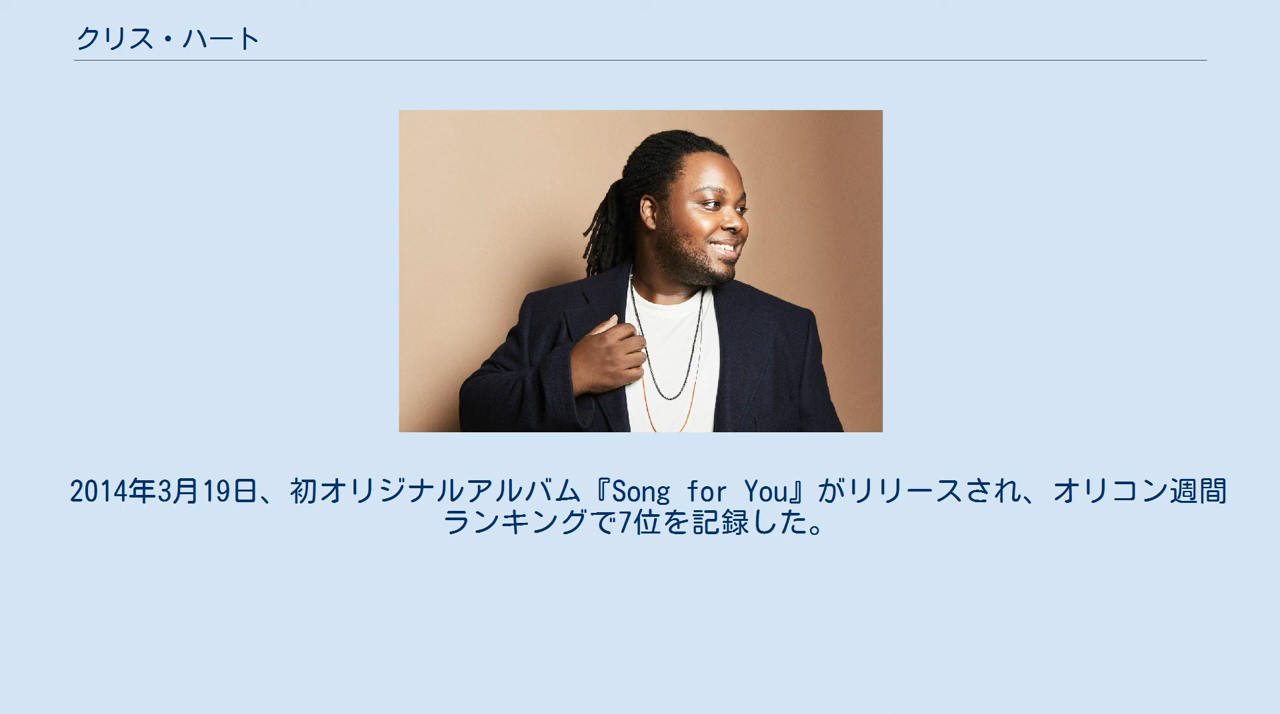 クリス・ハート
2014年3月19日、初オリジナルアルバム『Song for You』がリリースされ、オリコン週間
ランキングで7位を記録した。